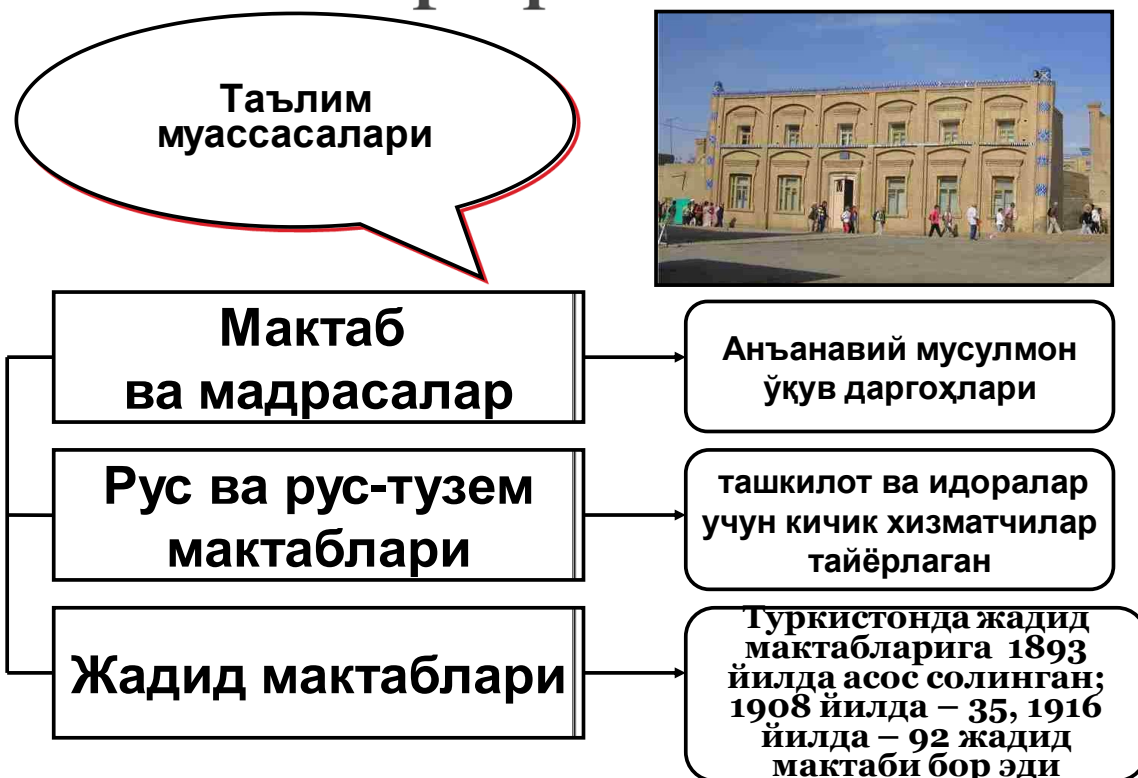 Таълим
муассасалари
Мактаб
ва мадрасалар
Анъанавий мусулмон
ўқув даргоҳлари
Рус ва рус-тузем
мактаблари
ташкилот ва идоралар
учун кичик хизматчилар
тайёрлаган
Жадид мактаблари
Туркистонда жадид
мактабларига 1893
йилда асос солинган;
1908 йилда – 35, 1916
йилда – 92 жадид
мактаби бор эди